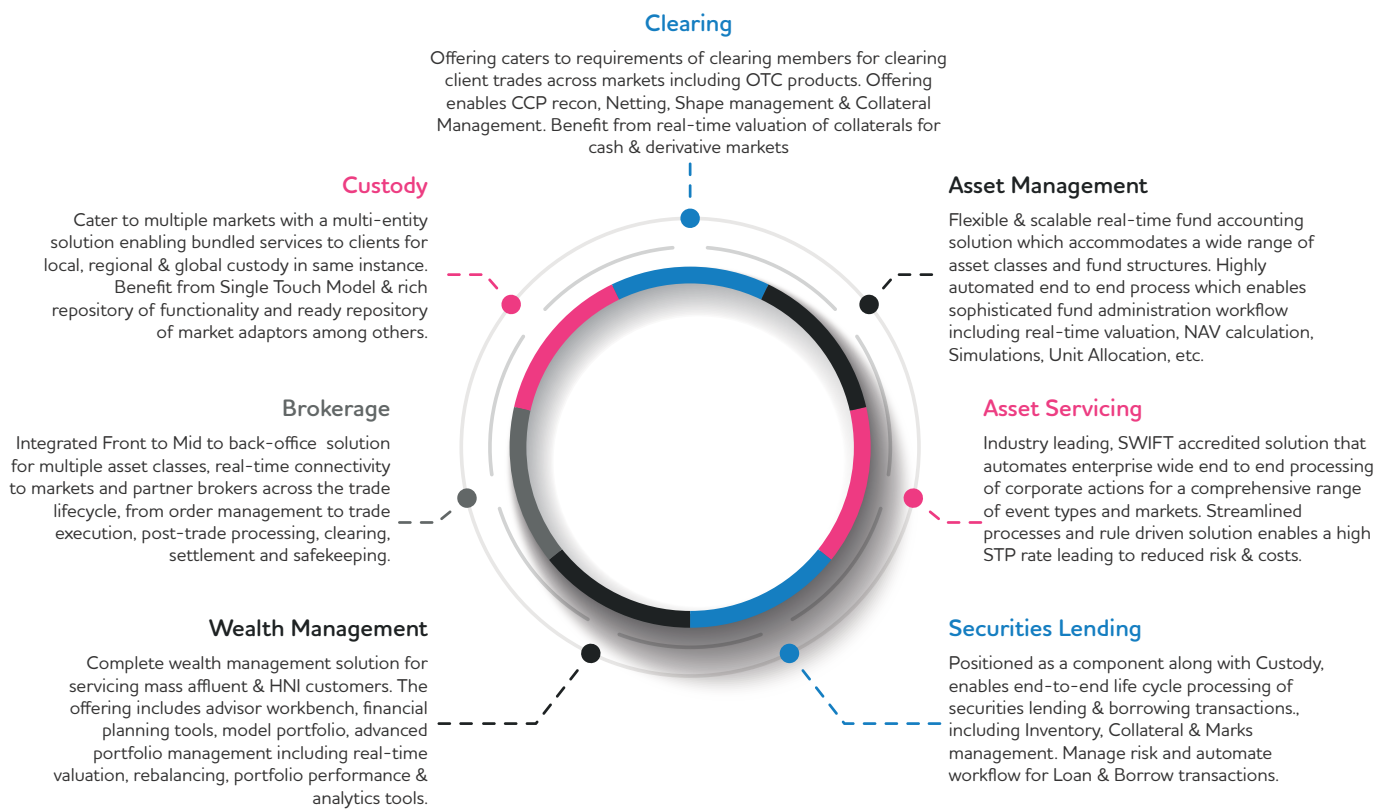 Clearing
Offering caters to requirements of clearing members for clearing
client trades across markets including OTC products. Offering
enables CCP recon, Netting, Shape management & Collateral
Management. Benefit from real-time valuation of collaterals for
cash & derivative markets
Custody
Cater to multiple markets with a multi-entity
solution enabling bundled services to clients for
local, regional & global custody in same instance.
Benefit from Single Touch Model & rich
repository of functionality and ready repository
of market adaptors among others.
Asset Management
Flexible & scalable real-time fund accounting
solution which accommodates a wide range of
asset classes and fund structures. Highly
automated end to end process which enables
sophisticated fund administration workflow
including real-time valuation, NAV calculation,
Simulations, Unit Allocation, etc.
Brokerage
Integrated Front to Mid to back-office solution
for multiple asset classes, real-time connectivity
to markets and partner brokers across the trade
lifecycle, from order management to trade
execution, post-trade processing, clearing,
settlement and safekeeping.
Asset Servicing
Industry leading, SWIFT accredited solution that
automates enterprise wide end to end processing
of corporate actions for a comprehensive range
of event types and markets. Streamlined
processes and rule driven solution enables a high
STP rate leading to reduced risk & costs.
Wealth Management
Complete wealth management solution for
servicing mass affluent & HNI customers. The
offering includes advisor workbench, financial
planning tools, model portfolio, advanced
portfolio management including real-time
valuation, rebalancing, portfolio performance &
analytics tools.
Securities Lending
Positioned as a component along with Custody,
enables end-to-end life cycle processing of
securities lending & borrowing transactions.,
including Inventory, Collateral & Marks
management. Manage risk and automate
workflow for Loan & Borrow transactions.